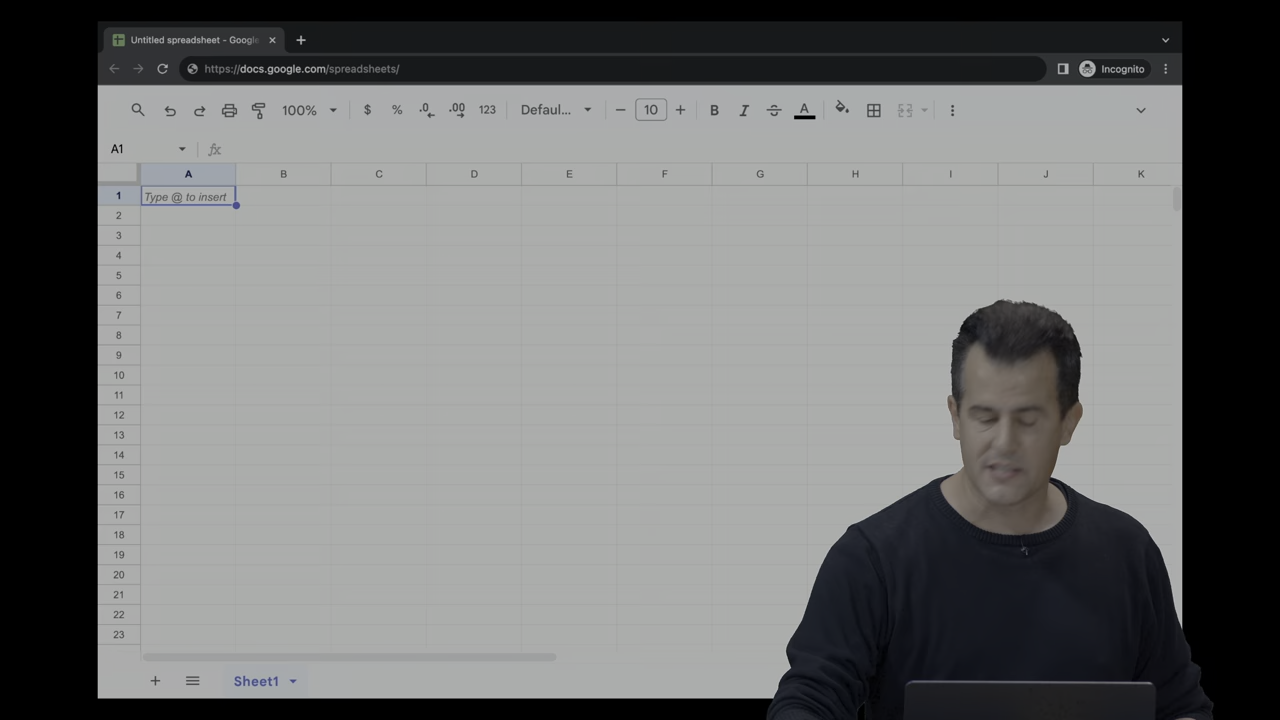 Untitled spreadsheet - Google
https://docs.google.com/spreadsheets/
Incognito
100% $ % .0 .00 123 Defaul... 10 B I S A
A1 fx
A B C D E F G H I J K
1 Type @ to insert
2
3
4
5
6
7
8
9
10
11
12
13
14
15
16
17
18
19
20
21
22
23
Sheet1